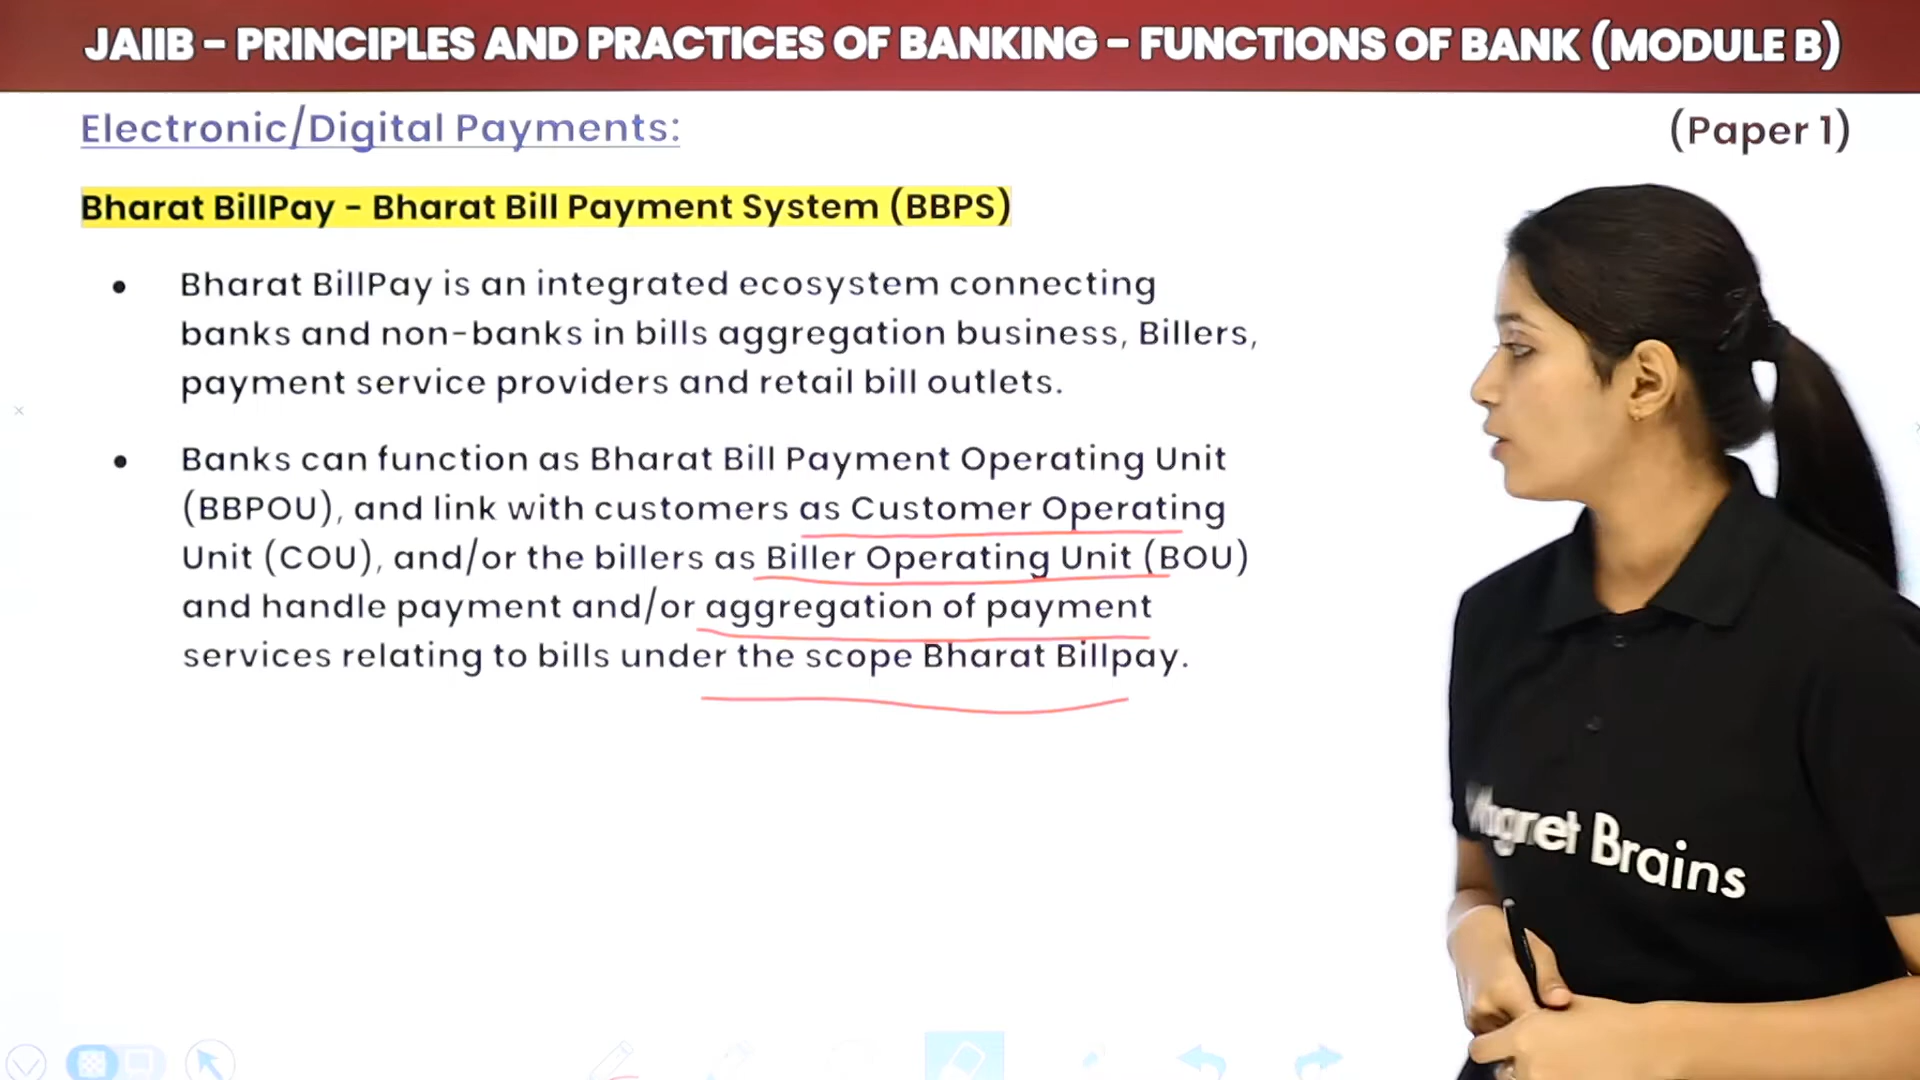 JAIIB - PRINCIPLES AND PRACTICES OF BANKING - FUNCTIONS OF BANK (MODULE B)
Electronic/Digital Payments:
(Paper 1)
Bharat BillPay - Bharat Bill Payment System (BBPS)
• Bharat BillPay is an integrated ecosystem connecting
banks and non-banks in bills aggregation business, Billers,
payment service providers and retail bill outlets.
• Banks can function as Bharat Bill Payment Operating Unit
(BBPOU), and link with customers as Customer Operating
Unit (COU), and/or the billers as Biller Operating Unit (BOU)
and handle payment and/or aggregation of payment
services relating to bills under the scope Bharat Billpay.
Brains